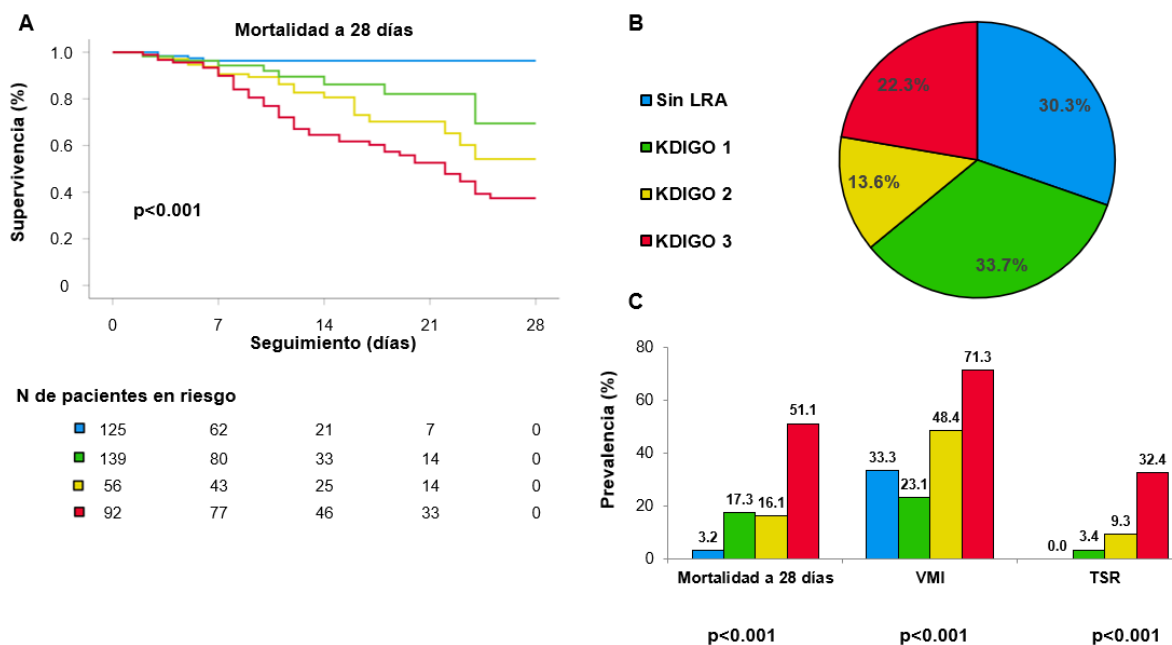 A
Mortalidad a 28 días
Supervivencia (%)
1.0
0.8
0.6
0.4
0.2
0
p<0.001
0 7 14 21 28
Seguimiento (días)
N de pacientes en riesgo
125 62 21 7 0
139 80 33 14 0
56 43 25 14 0
92 77 46 33 0
B
Sin LRA
KDIGO 1
KDIGO 2
KDIGO 3
22.3%
30.3%
13.6%
33.7%
C
Prevalencia (%)
80
60
40
20
0
3.2 17.3 16.1 51.1
33.3 23.1 48.4 71.3
0.0 3.4 9.3 32.4
Mortalidad a 28 días VMI TSR
p<0.001 p<0.001 p<0.001